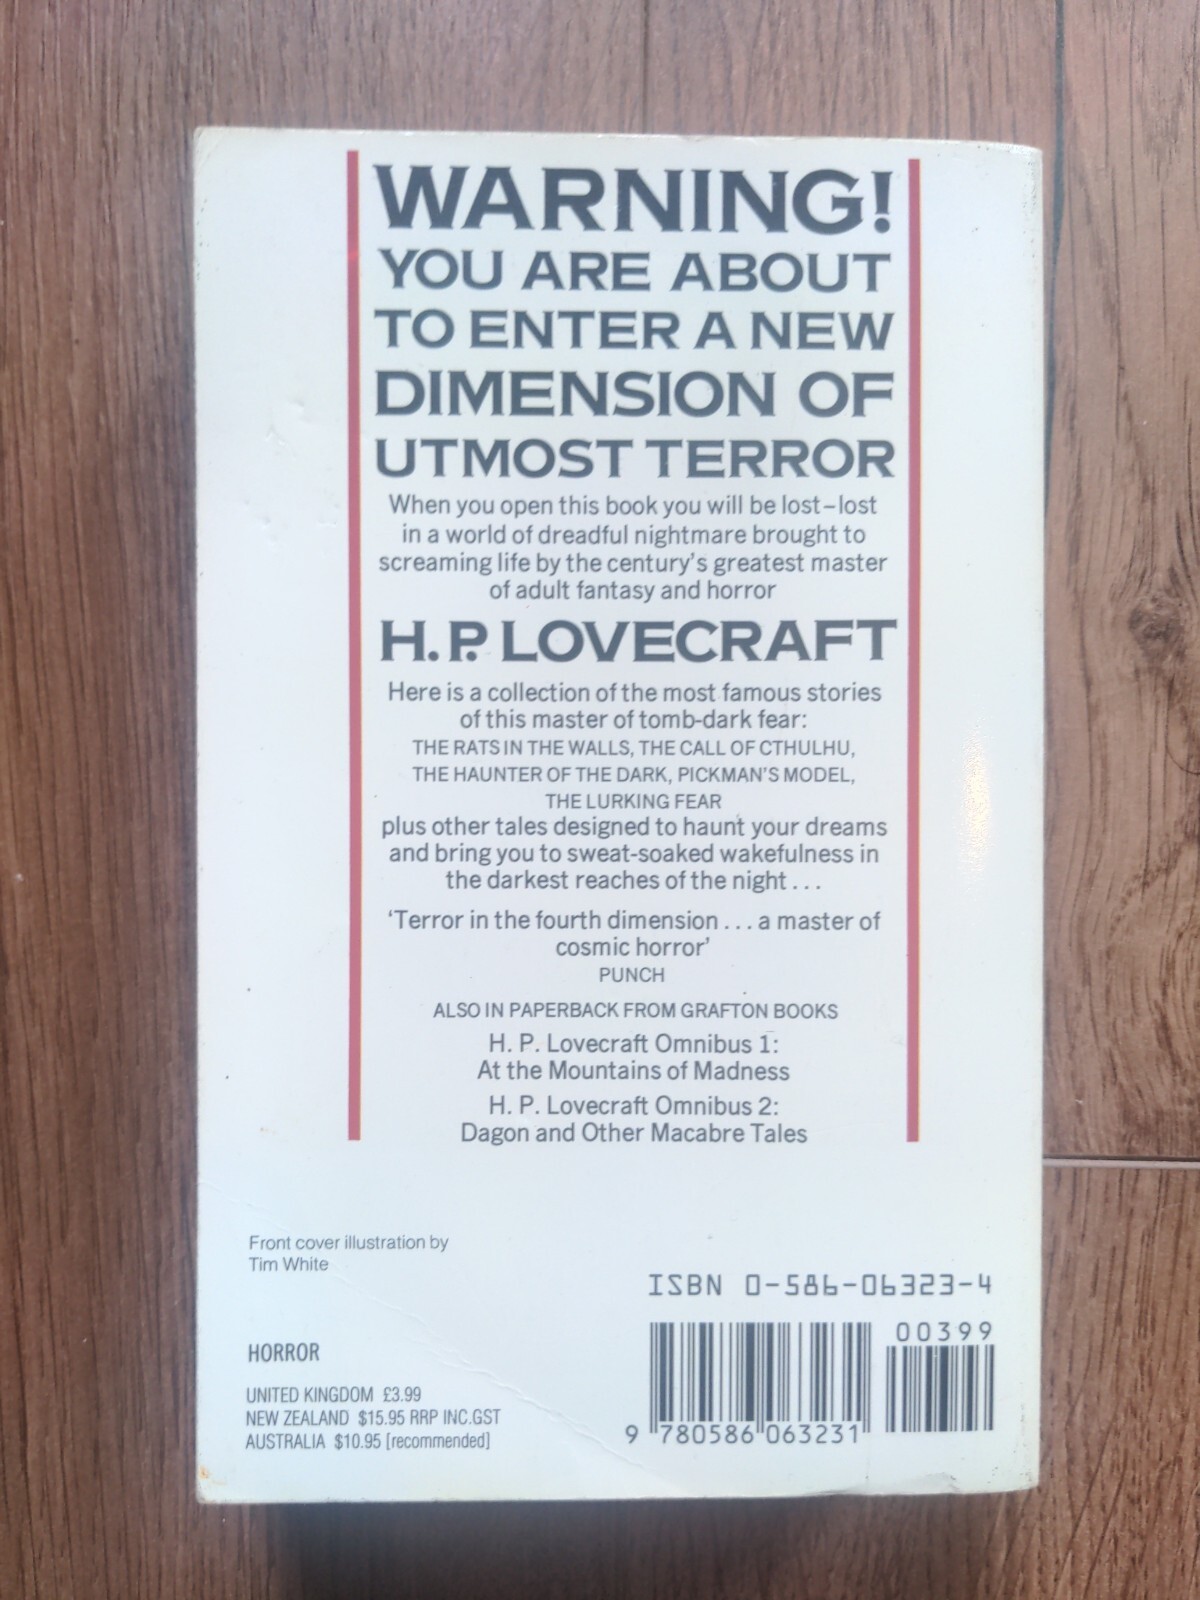 WARNING!
YOU ARE ABOUT
TO ENTER A NEW
DIMENSION OF
UTMOST TERROR
When you open this book you will be lost–lost
in a world of dreadful nightmare brought to
screaming life by the century's greatest master
of adult fantasy and horror
H.P. LOVECRAFT
Here is a collection of the most famous stories
of this master of tomb-dark fear:
THE RATS IN THE WALLS, THE CALL OF CTHULHU,
THE HAUNTER OF THE DARK, PICKMAN'S MODEL,
THE LURKING FEAR
plus other tales designed to haunt your dreams
and bring you to sweat-soaked wakefulness in
the darkest reaches of the night...
'Terror in the fourth dimension...a master of
cosmic horror'
PUNCH
ALSO IN PAPERBACK FROM GRAFTON BOOKS
H. P. Lovecraft Omnibus 1:
At the Mountains of Madness
H. P. Lovecraft Omnibus 2:
Dagon and Other Macabre Tales
Front cover illustration by
Tim White
ISBN 0-586-06323-4
00399
HORROR
UNITED KINGDOM £3.99
NEW ZEALAND $15.95 RRP INC.GST
AUSTRALIA $10.95 [recommended]
9 780586 063231